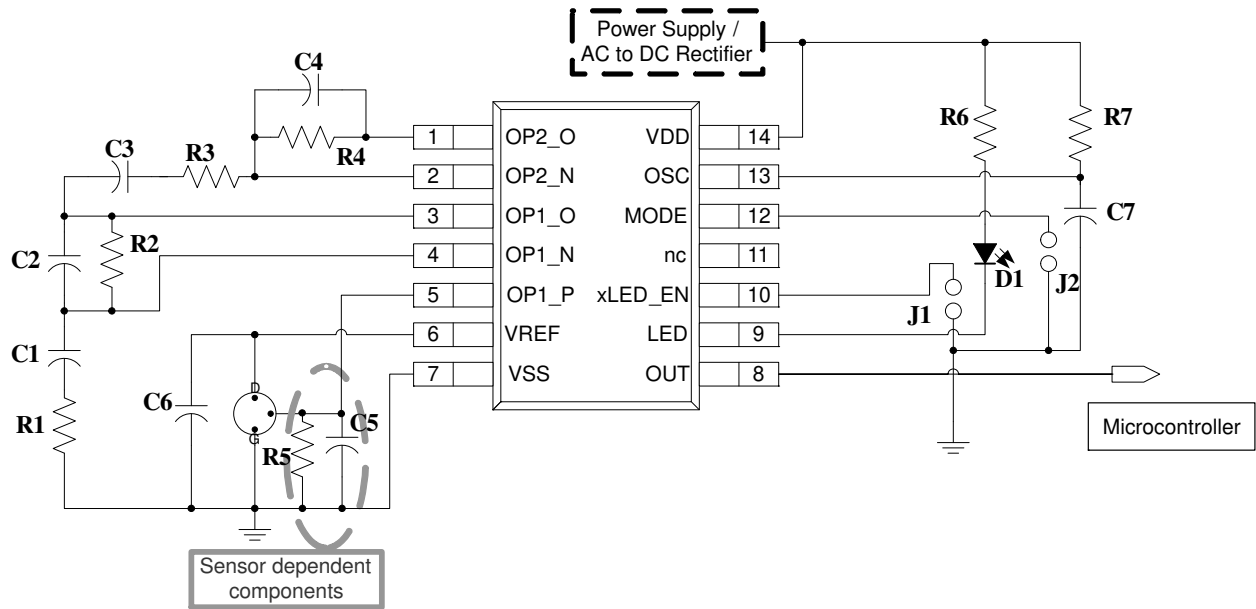 Power Supply /
AC to DC Rectifier
C4
R4
C3
R3
C2
R2
C1
R1
C6
D
G
R5
C5
Sensor dependent
components
1 OP2_O
2 OP2_N
3 OP1_O
4 OP1_N
5 OP1_P
6 VREF
7 VSS
VDD 14
OSC 13
MODE 12
nc 11
xLED_EN 10
LED 9
OUT 8
R6
R7
C7
D1
J2
J1
Microcontroller